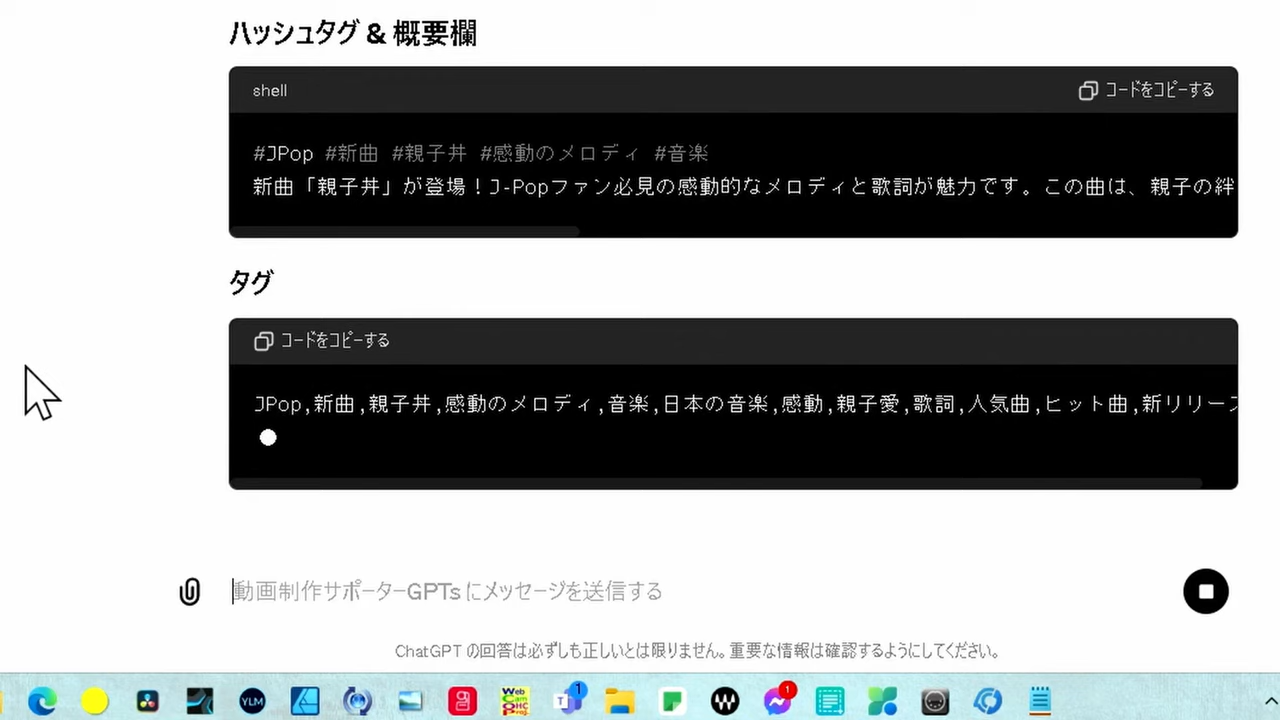 ハッシュタグ & 概要欄
shell
コードをコピーする
#JPop #新曲 #親子丼 #感動のメロディ #音楽
新曲「親子丼」が登場！J-Popファン必見の感動的なメロディと歌詞が魅力です。この曲は、親子の絆
タグ
コードをコピーする
JPop,新曲,親子丼,感動のメロディ,音楽,日本の音楽,感動,親子愛,歌詞,人気曲,ヒット曲,新リリース
動画制作サポーターGPTs にメッセージを送信する
ChatGPT の回答は必ずしも正しいとは限りません。重要な情報は確認するようにしてください。
YLM
Web Cam
1
1